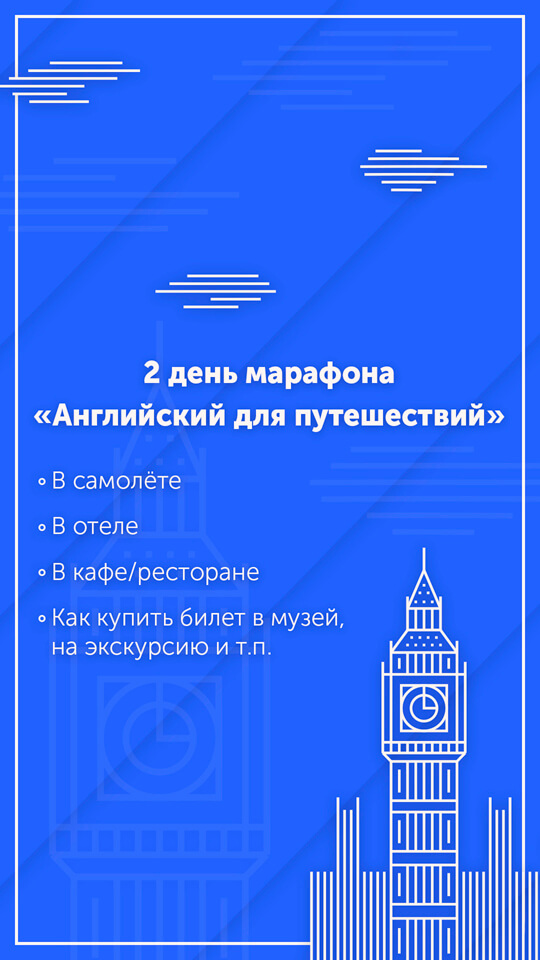 2 день марафона
«Английский для путешествий»
∘ В самолёте
∘ В отеле
∘ В кафе/ресторане
∘ Как купить билет в музей,
на экскурсию и т.п.